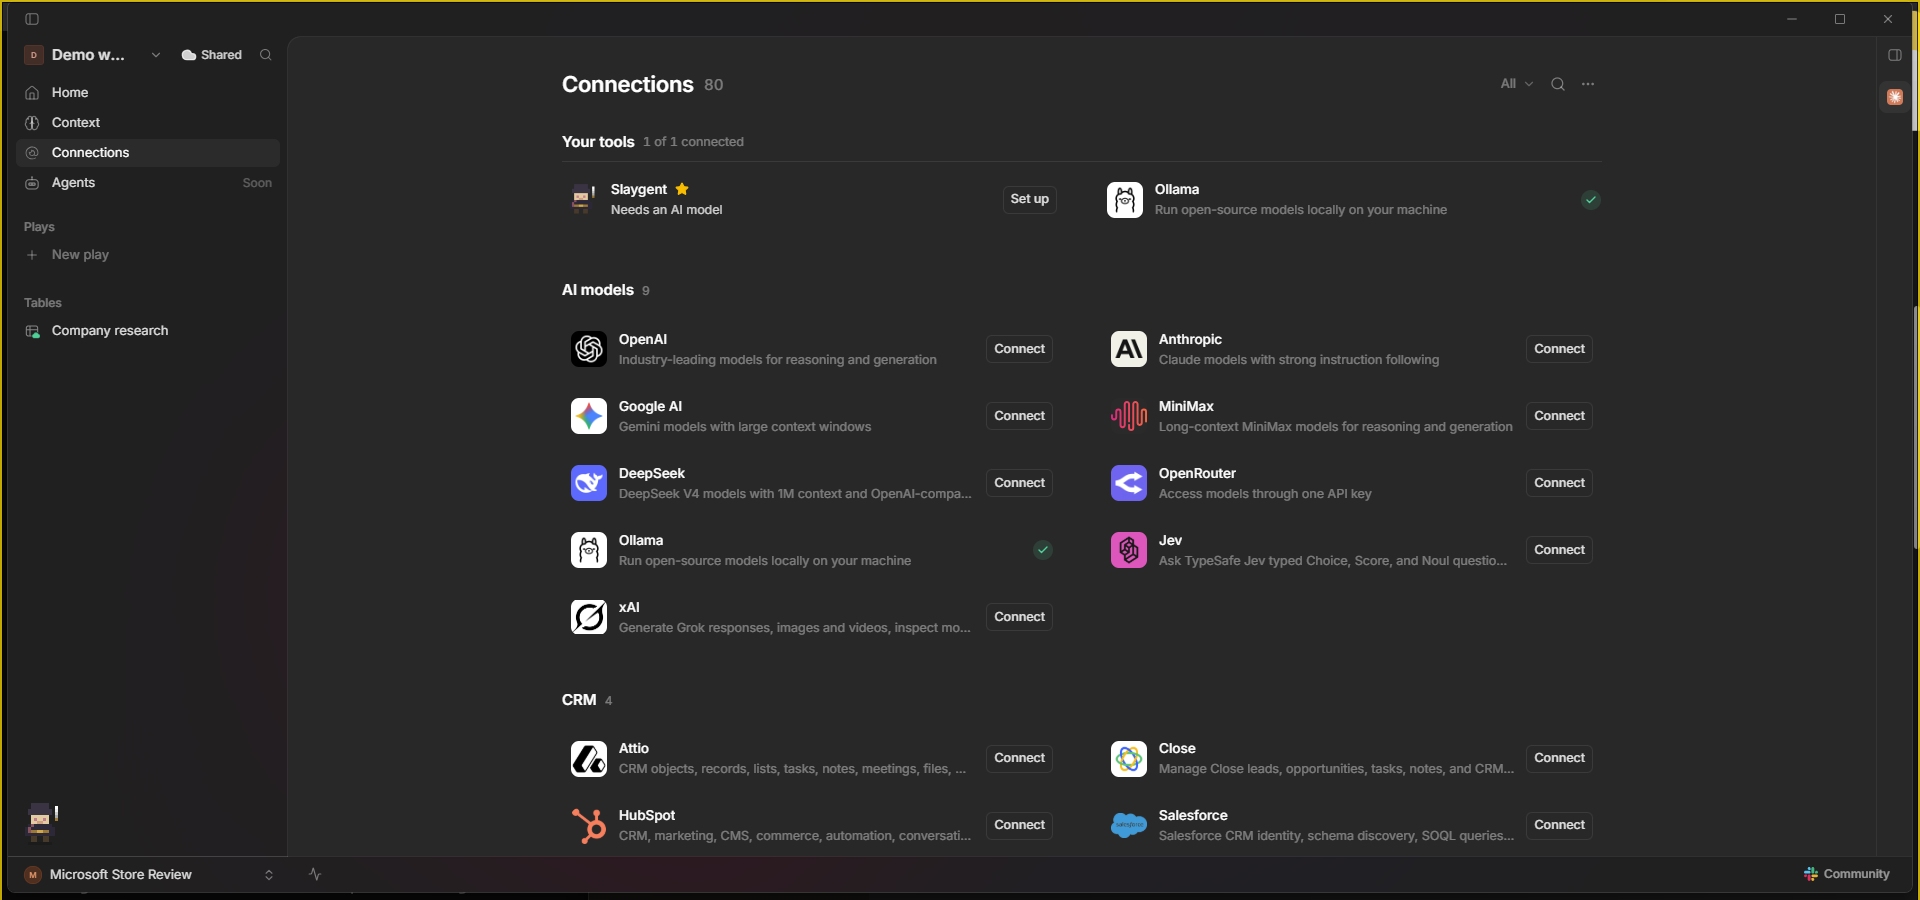 D Demo w... Shared
Home
Context
Connections
Agents Soon
Plays
New play
Tables
Company research
M Microsoft Store Review
Connections 80
All
Your tools 1 of 1 connected
Slaygent
Needs an AI model
Set up
Ollama
Run open-source models locally on your machine
AI models 9
OpenAI
Industry-leading models for reasoning and generation
Connect
Anthropic
Claude models with strong instruction following
Connect
Google AI
Gemini models with large context windows
Connect
MiniMax
Long-context MiniMax models for reasoning and generation
Connect
DeepSeek
DeepSeek V4 models with 1M context and OpenAI-compa...
Connect
OpenRouter
Access models through one API key
Connect
Ollama
Run open-source models locally on your machine
Jev
Ask TypeSafe Jev typed Choice, Score, and Noul questio...
Connect
xAI
Generate Grok responses, images and videos, inspect mo...
Connect
CRM 4
Attio
CRM objects, records, lists, tasks, notes, meetings, files, ...
Connect
Close
Manage Close leads, opportunities, tasks, notes, and CRM...
Connect
HubSpot
CRM, marketing, CMS, commerce, automation, conversati...
Connect
salesforce
Salesforce
Salesforce CRM identity, schema discovery, SOQL queries...
Connect
Community